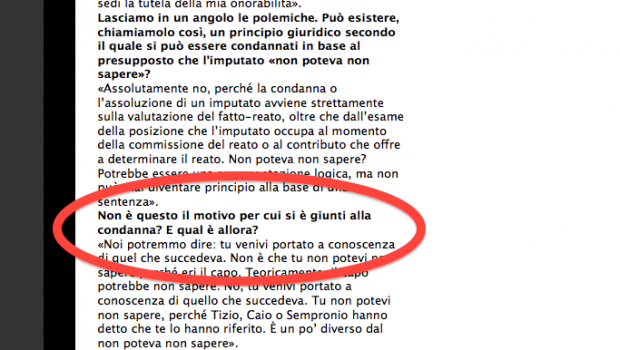 sedi la tutela della mia onorabilità».
Lasciamo in un angolo le polemiche. Può esistere,
chiamiamolo così, un principio giuridico secondo
il quale si può essere condannati in base al
presupposto che l'imputato «non poteva non
sapere»?
«Assolutamente no, perché la condanna o
l'assoluzione di un imputato avviene strettamente
sulla valutazione del fatto-reato, oltre che dall'esame
della posizione che l'imputato occupa al momento
della commissione del reato o al contributo che offre
a determinare il reato. Non poteva non sapere?
Potrebbe essere una argomentazione logica, ma non
può mai diventare principio alla base di una
sentenza».
Non è questo il motivo per cui si è giunti alla
condanna? E qual è allora?
«Noi potremmo dire: tu venivi portato a conoscenza
di quel che succedeva. Non è che tu non potevi non
sapere perché eri il capo. Teoricamente il capo
potrebbe non sapere. No, tu venivi portato a
conoscenza di quello che succedeva. Tu non potevi
non sapere, perché Tizio, Caio o Sempronio hanno
detto che te lo hanno riferito. È un po' diverso dal
non poteva non sapere».